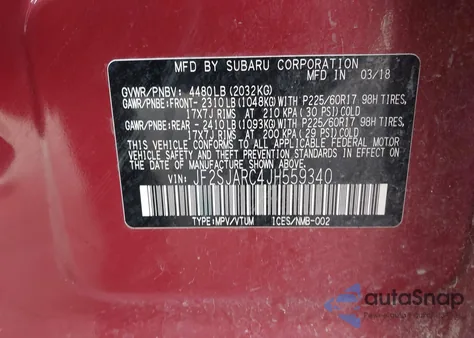 MFD BY SUBARU CORPORATION
IN JAPAN 03/18
GVWR/PNBV: 4480LB(2032KG)
GAWR/PNBE:FRONT-2310LB(1048KG)WITH P225/60R17 98H TIRES,
17X7J RIMS AT 210 KPA(30 PSI)COLD
GAWR/PNBE:REAR -2410LB(1093KG)WITH P225/60R17 98H TIRES,
17X7J RIMS AT 200 KPA(29 PSI)COLD
THIS VEHICLE CONFORMS TO ALL APPLICABLE FEDERAL MOTOR
VEHICLE SAFETY STANDARDS IN EFFECT ON
THE DATE OF MANUFACTURE SHOWN ABOVE.
VIN: JF2SJARC4JH559340
TYPE:MPV/VTUM ICES/NMB-002
autoSnap